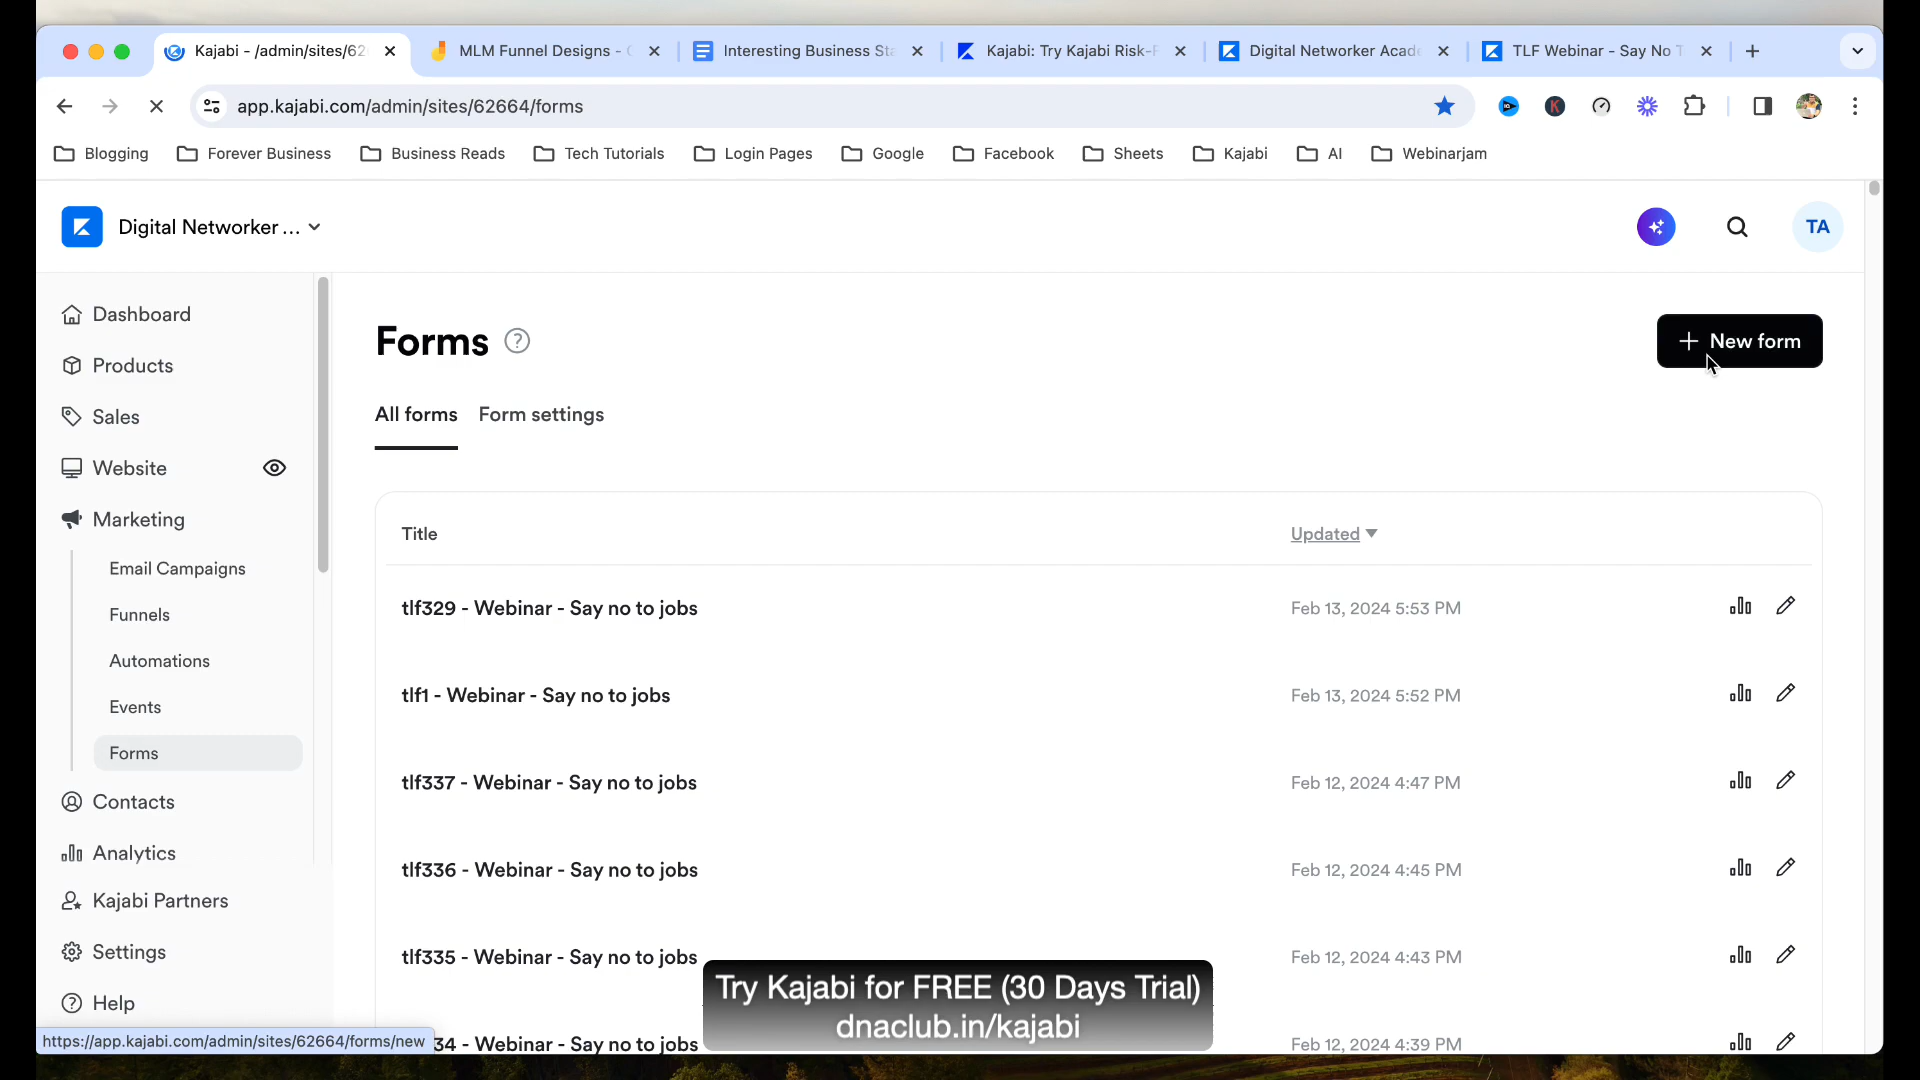 Kajabi - /admin/sites/62
MLM Funnel Designs -
Interesting Business Sta
Kajabi: Try Kajabi Risk-F
Digital Networker Acade
TLF Webinar - Say No T
app.kajabi.com/admin/sites/62664/forms
Blogging
Forever Business
Business Reads
Tech Tutorials
Login Pages
Google
Facebook
Sheets
Kajabi
AI
Webinarjam
Digital Networker ...
TA
Dashboard
Products
Sales
Website
Marketing
Email Campaigns
Funnels
Automations
Events
Forms
Contacts
Analytics
Kajabi Partners
Settings
Help
https://app.kajabi.com/admin/sites/62664/forms/new
Forms ?
+ New form
All forms
Form settings
Title
Updated ▼
tlf329 - Webinar - Say no to jobs
Feb 13, 2024 5:53 PM
tlf1 - Webinar - Say no to jobs
Feb 13, 2024 5:52 PM
tlf337 - Webinar - Say no to jobs
Feb 12, 2024 4:47 PM
tlf336 - Webinar - Say no to jobs
Feb 12, 2024 4:45 PM
tlf335 - Webinar - Say no to jobs
Feb 12, 2024 4:43 PM
34 - Webinar - Say no to jobs
Feb 12, 2024 4:39 PM
Try Kajabi for FREE (30 Days Trial)
dnaclub.in/kajabi